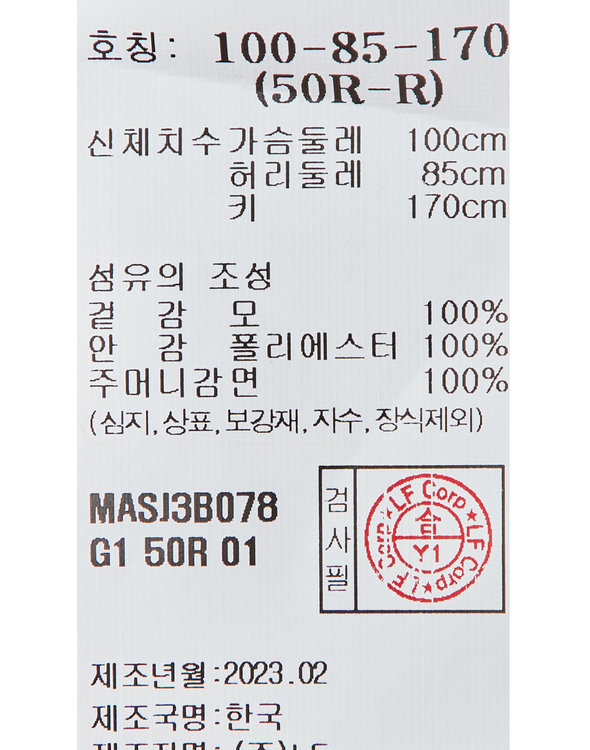 호칭: 100-85-170
(50R-R)
신체치수 가슴둘레 100cm
허리둘레 85cm
키 170cm
섬유의 조성
겉 감 모 100%
안 감 폴리에스터 100%
주머니감면 100%
(심지, 상표, 보강재, 자수, 장식제외)
MASJ3B078
G1 50R 01
검사필
LF Corp ★ LF Corp ★ LF Corp ★
합
Y1
제조년월:2023.02
제조국명:한국